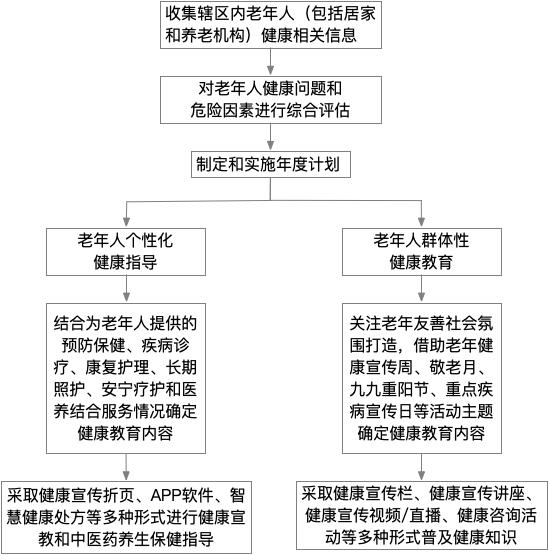 收集辖区内老年人（包括居家
和养老机构）健康相关信息
对老年人健康问题和
危险因素进行综合评估
制定和实施年度计划
老年人个性化
健康指导
老年人群体性
健康教育
结合为老年人提供的
预防保健、疾病诊
疗、康复护理、长期
照护、安宁疗护和医
养结合服务情况确定
健康教育内容
关注老年友善社会氛
围打造，借助老年健
康宣传周、敬老月、
九九重阳节、重点疾
病宣传日等活动主题
确定健康教育内容
采取健康宣传折页、APP软件、智
慧健康处方等多种形式进行健康宣
教和中医药养生保健指导
采取健康宣传栏、健康宣传讲座、
健康宣传视频/直播、健康咨询活
动等多种形式普及健康知识